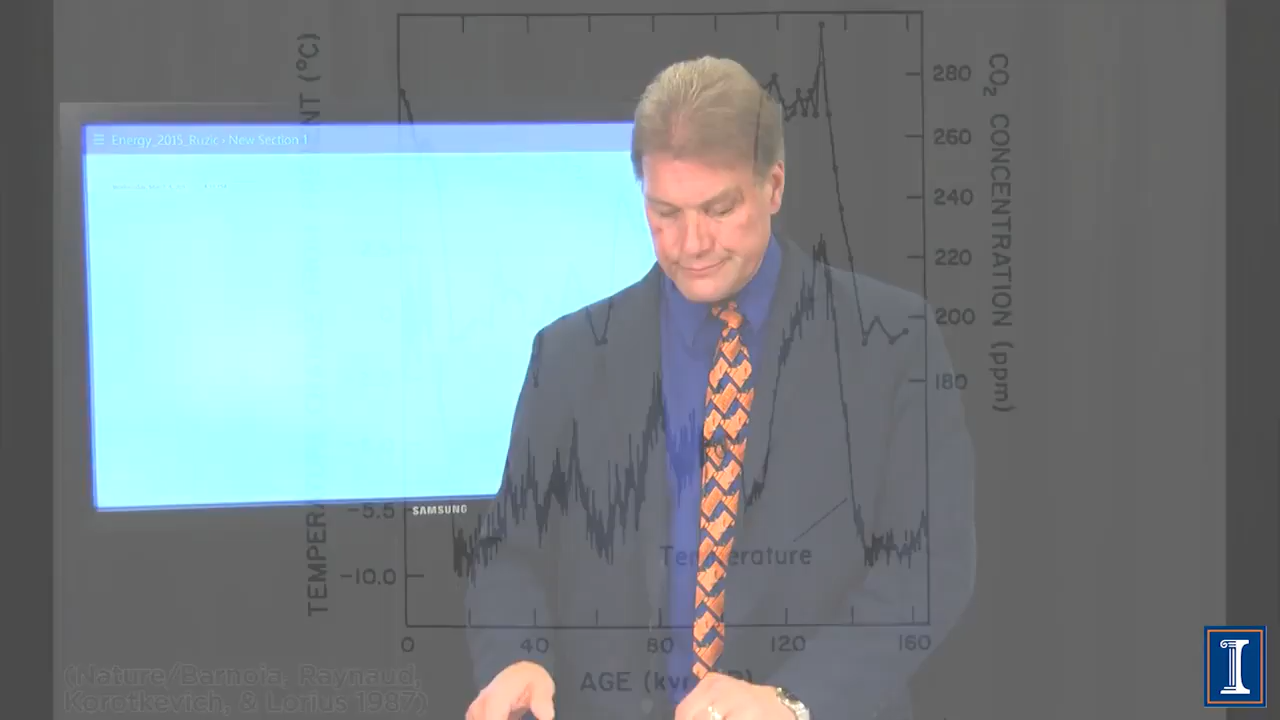 TEMPER
NT (°C)
280
260
240
220
200
180
CO₂ CONCENTRATION (ppm)
Energy_2015_Ruzic › New Section 1
SAMSUNG
-5.5
-10.0
Temperature
0
40
80
120
160
AGE (kyr
(Nature/Barnola, Raynaud,
Korotkevich, & Lorius 1987)
I